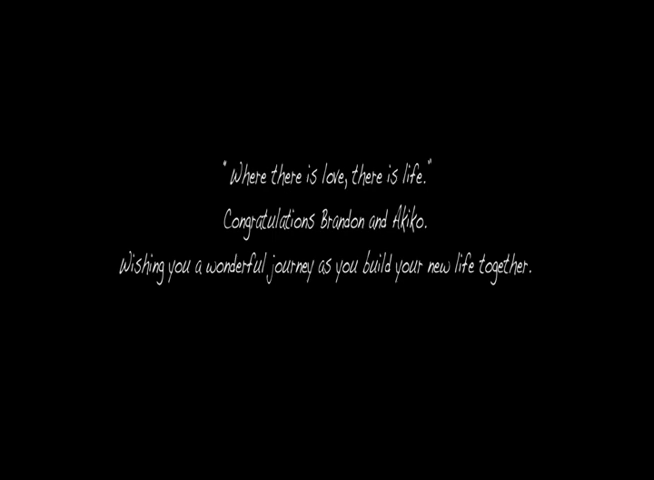 "Where there is love, there is life."
Congratulations Brandon and Akiko.
Wishing you a wonderful journey as you build your new life together.